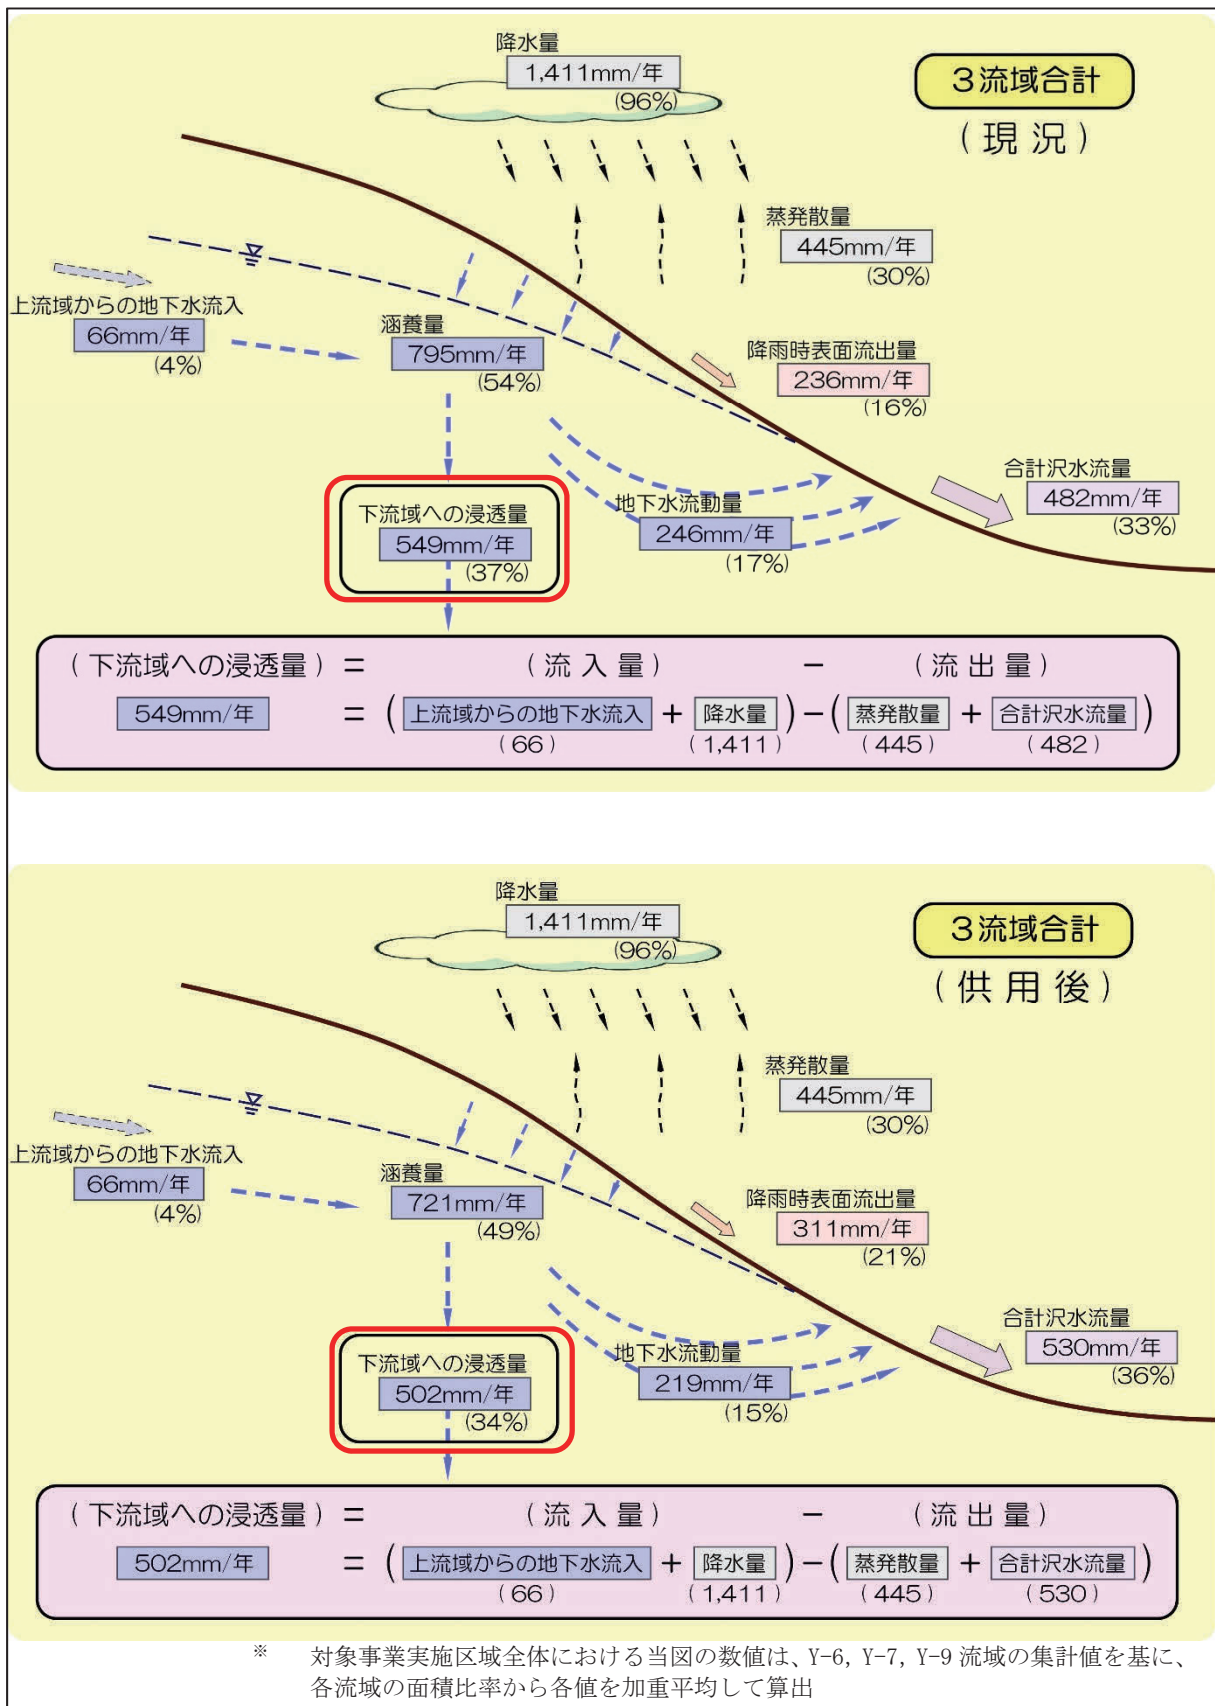 降水量
1,411mm/年
(96%)
3流域合計
(現況)
蒸発散量
445mm/年
(30%)
上流域からの地下水流入
66mm/年
(4%)
涵養量
795mm/年
(54%)
降雨時表面流出量
236mm/年
(16%)
合計沢水流量
482mm/年
(33%)
下流域への浸透量
549mm/年
(37%)
地下水流動量
246mm/年
(17%)
(下流域への浸透量) = (流入量) − (流出量)
549mm/年 = (上流域からの地下水流入 + 降水量) − (蒸発散量 + 合計沢水流量)
(66) (1,411) (445) (482)
降水量
1,411mm/年
(96%)
3流域合計
(供用後)
蒸発散量
445mm/年
(30%)
上流域からの地下水流入
66mm/年
(4%)
涵養量
721mm/年
(49%)
降雨時表面流出量
311mm/年
(21%)
合計沢水流量
530mm/年
(36%)
下流域への浸透量
502mm/年
(34%)
地下水流動量
219mm/年
(15%)
(下流域への浸透量) = (流入量) − (流出量)
502mm/年 = (上流域からの地下水流入 + 降水量) − (蒸発散量 + 合計沢水流量)
(66) (1,411) (445) (530)
※ 対象事業実施区域全体における当図の数値は、Y-6, Y-7, Y-9 流域の集計値を基に、
各流域の面積比率から各値を加重平均して算出